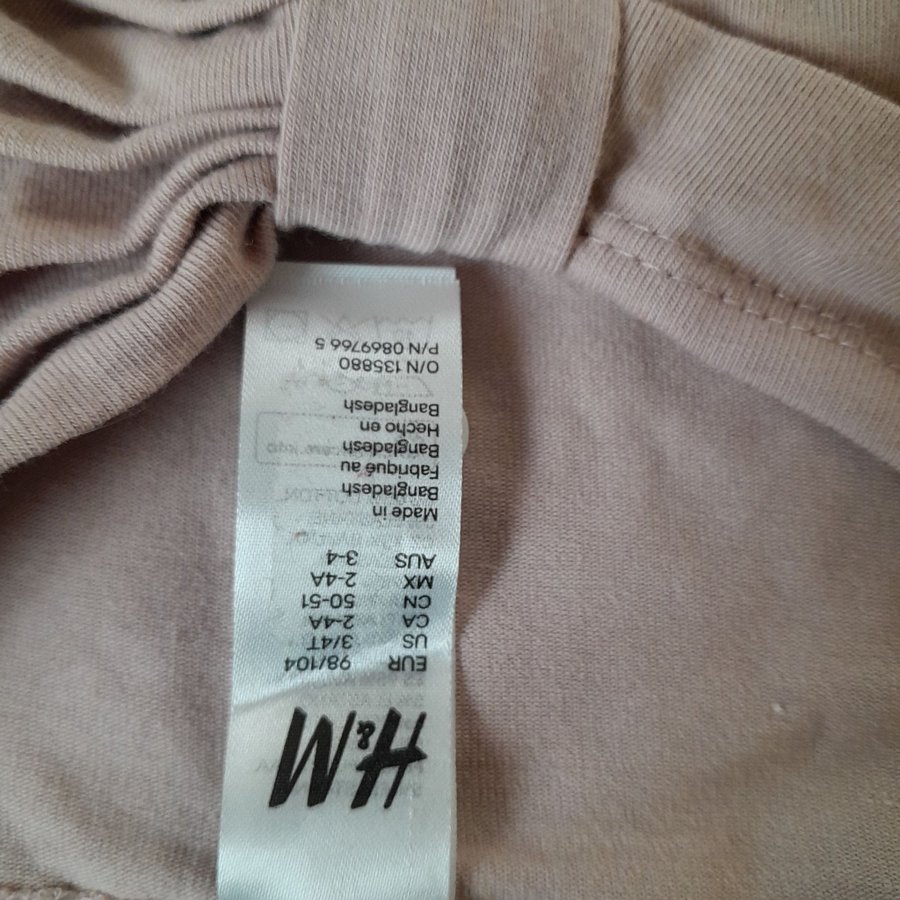 H&M
EUR 98/104
US 3/4T
CA 2-4A
CN 50-51
MX 2-4A
AUS 3-4
Made in
Bangladesh
Fabriqué au
Bangladesh
Hecho en
Bangladesh
O/N 135880
P/N 0869766 5